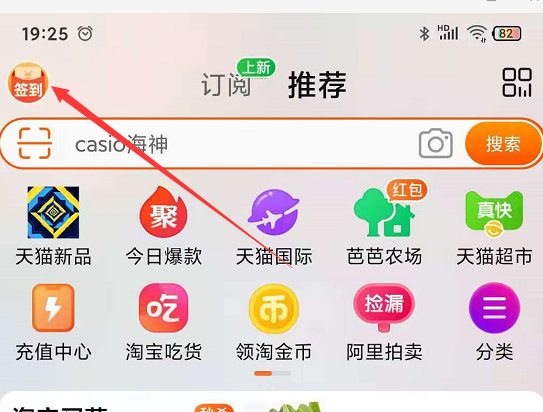 19:25 HD 82
签到 订阅 上新 推荐
casio海神 搜索
聚 红包 真快
天猫新品 今日爆款 天猫国际 芭芭农场 天猫超市
吃 币 捡漏
充值中心 淘宝吃货 领淘金币 阿里拍卖 分类